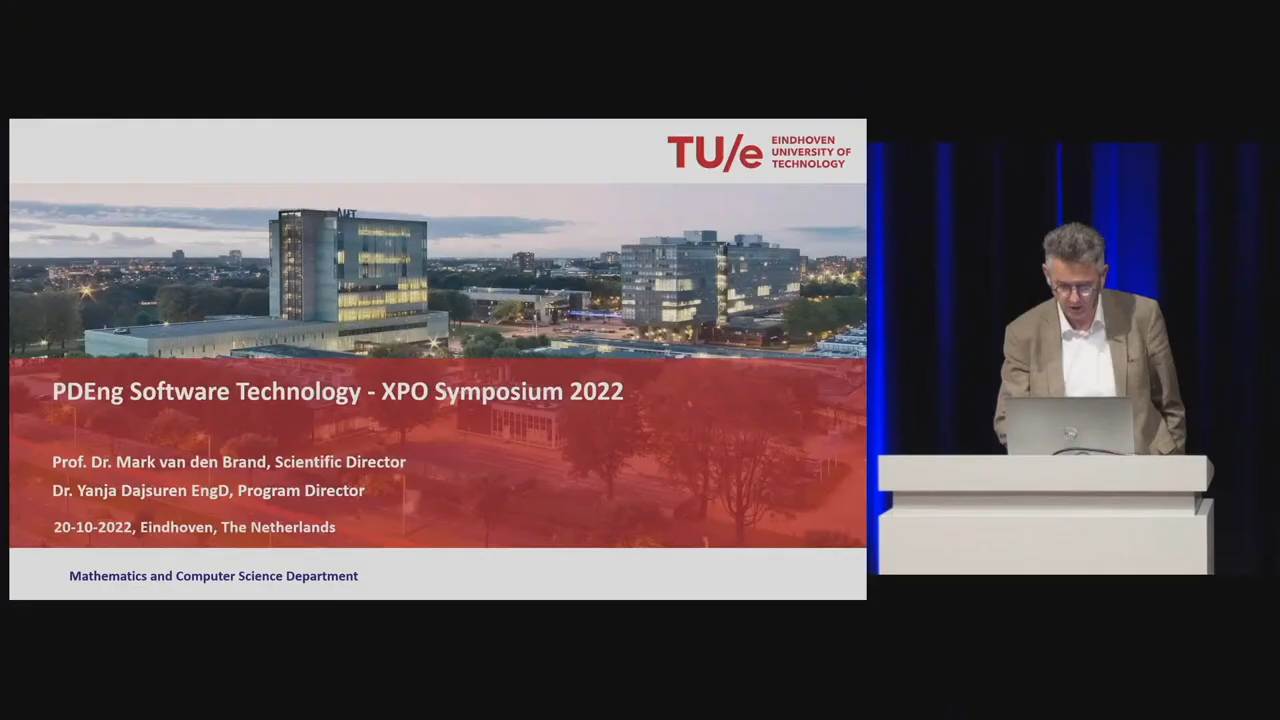 TU/e EINDHOVEN
UNIVERSITY OF
TECHNOLOGY
PDEng Software Technology - XPO Symposium 2022
Prof. Dr. Mark van den Brand, Scientific Director
Dr. Yanja Dajsuren EngD, Program Director
20-10-2022, Eindhoven, The Netherlands
Mathematics and Computer Science Department